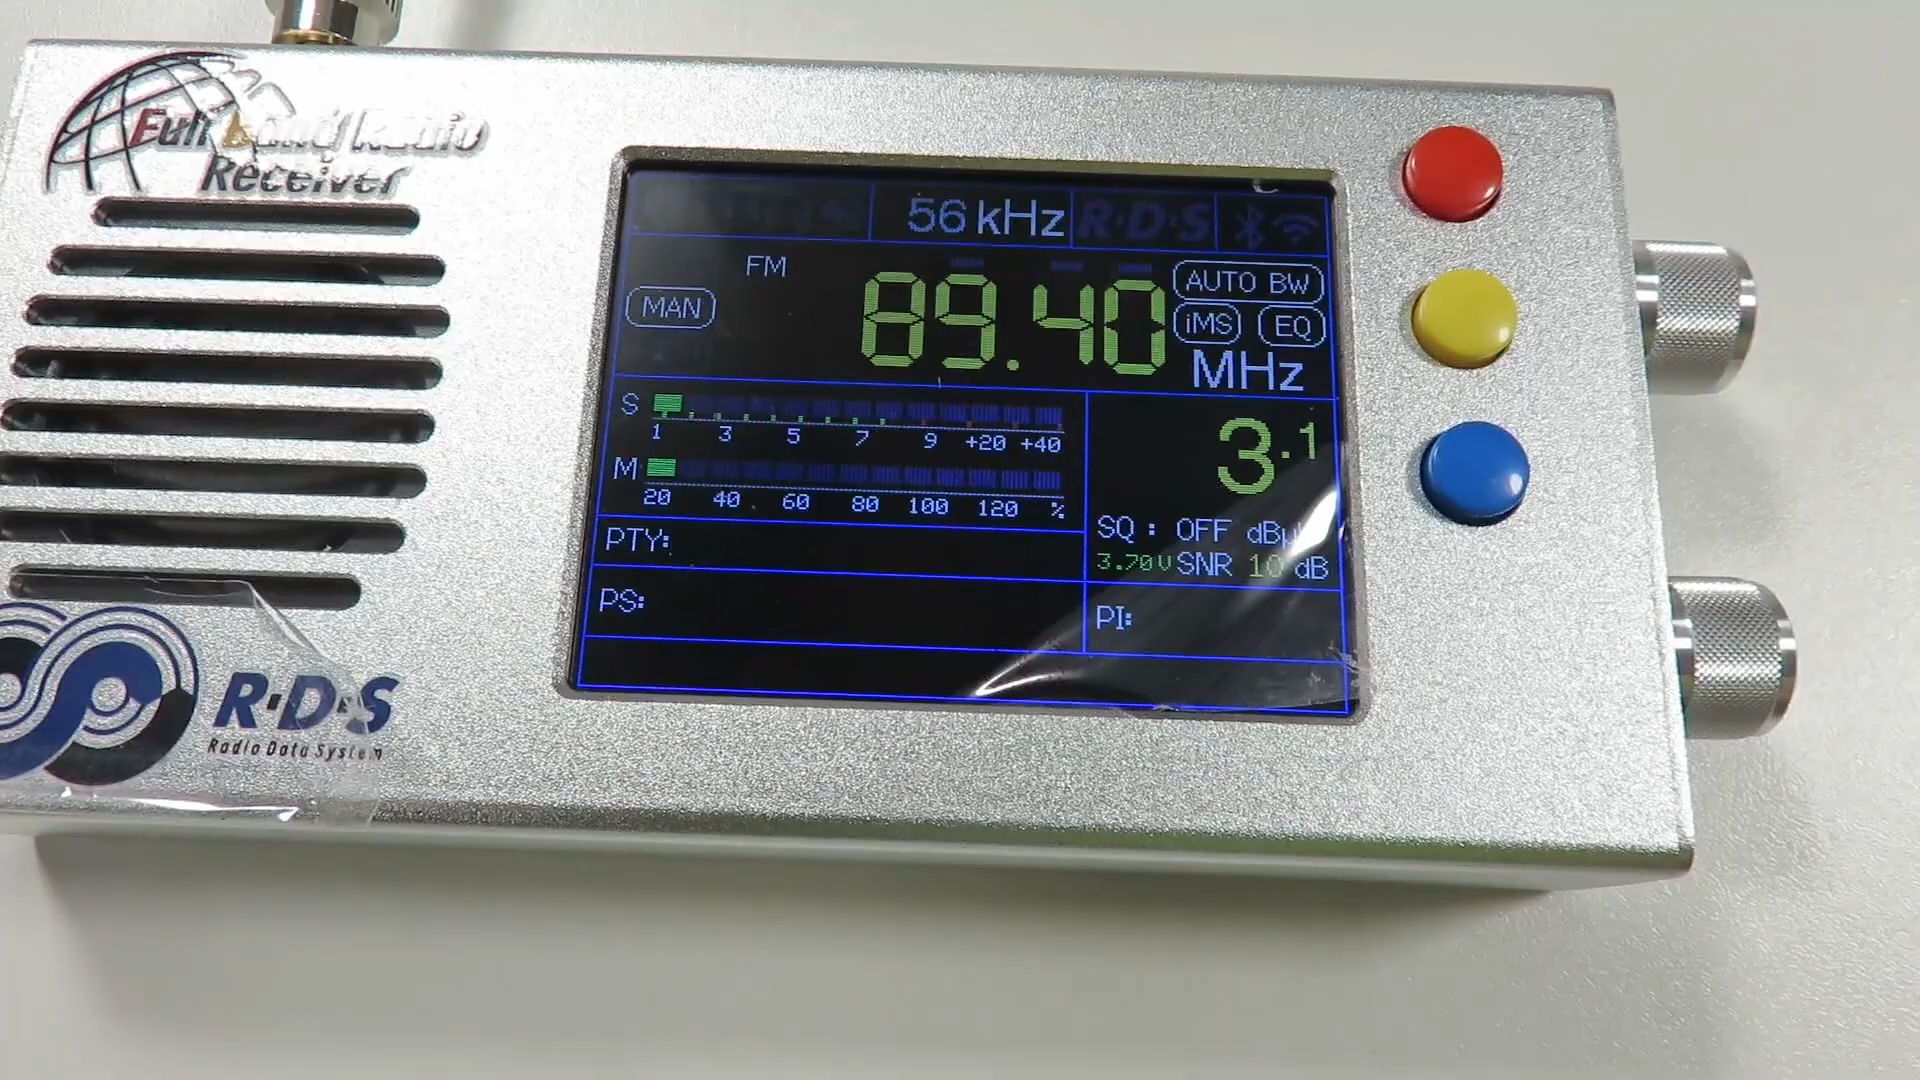 Full Band Radio
Receiver
56 kHz
R·D·S
FM
MAN
89.40
AUTO BW
iMS
EQ
MHz
S
1 3 5 7 9 +20 +40
M
20 40 60 80 100 120 %
3.1
SQ : OFF dBµ
3.70V SNR 10 dB
PTY:
PS:
PI:
R·D·S
Radio Data System